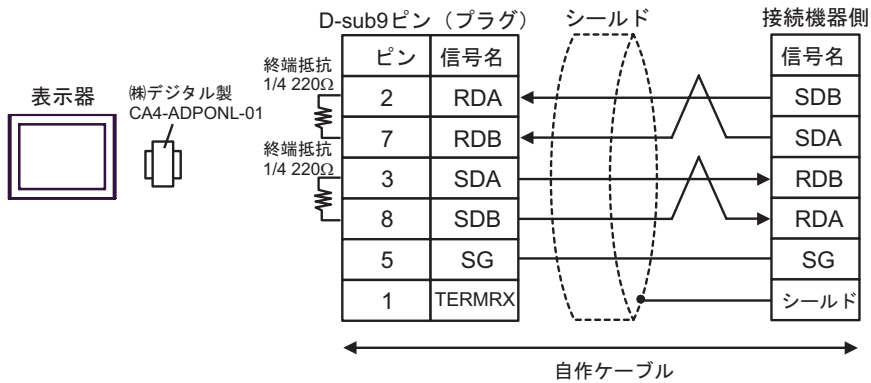 D-sub9ピン（プラグ）
シールド
接続機器側
ピン
信号名
信号名
終端抵抗
1/4 220Ω
2
RDA
SDB
表示器
㈱デジタル製
CA4-ADPONL-01
7
RDB
SDA
終端抵抗
1/4 220Ω
3
SDA
RDB
8
SDB
RDA
5
SG
SG
1
TERMRX
シールド
自作ケーブル